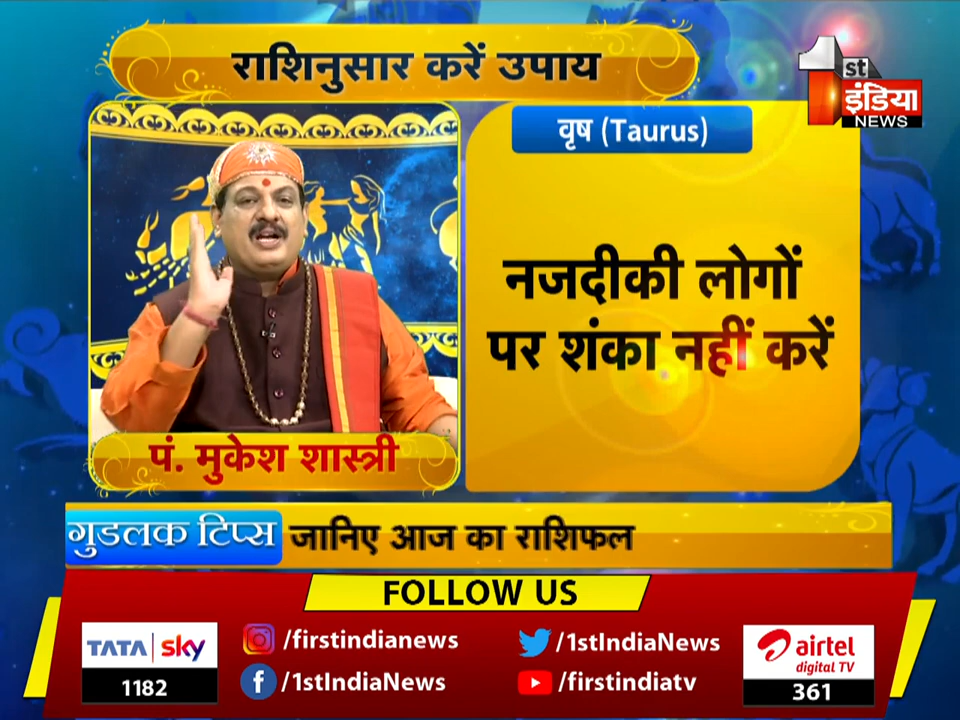 राशिनुसार करें उपाय
1st
इंडिया
NEWS
वृष (Taurus)
नजदीकी लोगों
पर शंका नहीं करें
पं. मुकेश शास्त्री
गुडलक टिप्स
जानिए आज का राशिफल
FOLLOW US
TATA sky
1182
/firstindianews
/1stIndiaNews
/1stIndiaNews
/firstindiatv
airtel
digital TV
361